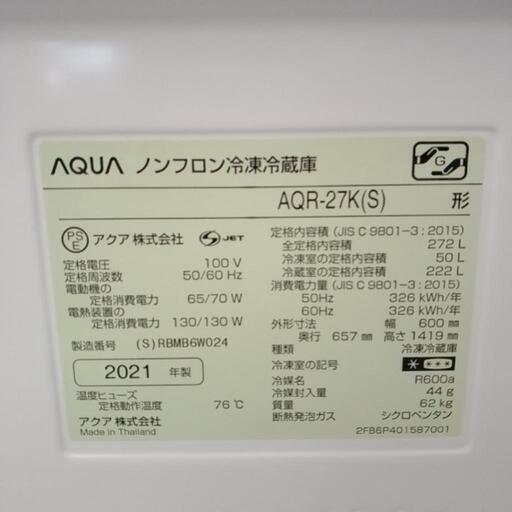 AQUA ノンフロン冷凍冷蔵庫
G
AQR-27K(S) 形
PS E アクア株式会社 S JET
定格電圧 100 V
定格周波数 50/60 Hz
電動機の
定格消費電力 65/70 W
電熱装置の
定格消費電力 130/130 W
製造番号 (S)RBMB6W024
2021 年製
温度ヒューズ
定格動作温度 76℃
アクア株式会社
Made in Thailand
定格内容積 (JIS C 9801-3:2015)
全定格内容積 272 L
冷凍室の定格内容積 50 L
冷蔵室の定格内容積 222 L
消費電力量 (JIS C 9801-3:2015)
50Hz 326 kWh/年
60Hz 326 kWh/年
外形寸法 幅 600 mm
奥行 657 mm 高さ 1419 mm
種類 冷凍冷蔵庫
冷凍室の記号
冷媒名 R600a
冷媒封入量 44 g
質量 62 kg
断熱発泡ガス シクロペンタン
2FB6P401587001